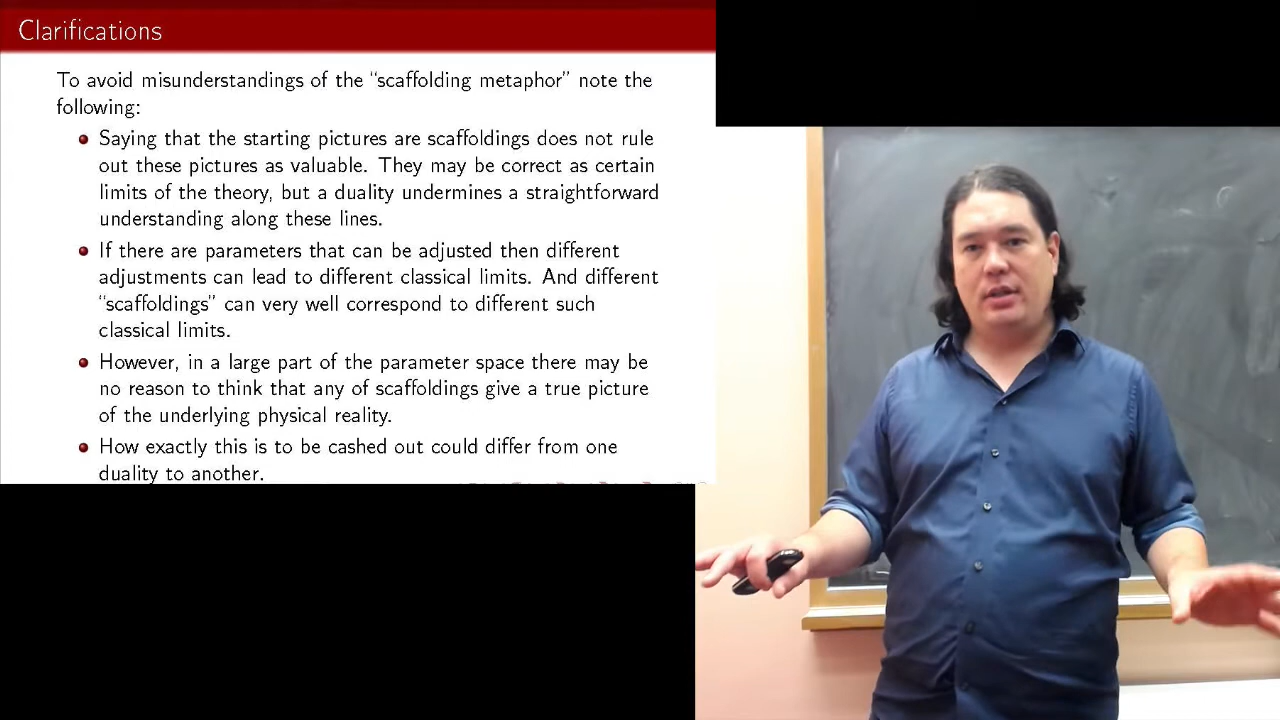 Clarifications
To avoid misunderstandings of the “scaffolding metaphor” note the
following:
Saying that the starting pictures are scaffoldings does not rule
out these pictures as valuable. They may be correct as certain
limits of the theory, but a duality undermines a straightforward
understanding along these lines.
If there are parameters that can be adjusted then different
adjustments can lead to different classical limits. And different
“scaffoldings” can very well correspond to different such
classical limits.
However, in a large part of the parameter space there may be
no reason to think that any of scaffoldings give a true picture
of the underlying physical reality.
How exactly this is to be cashed out could differ from one
duality to another.